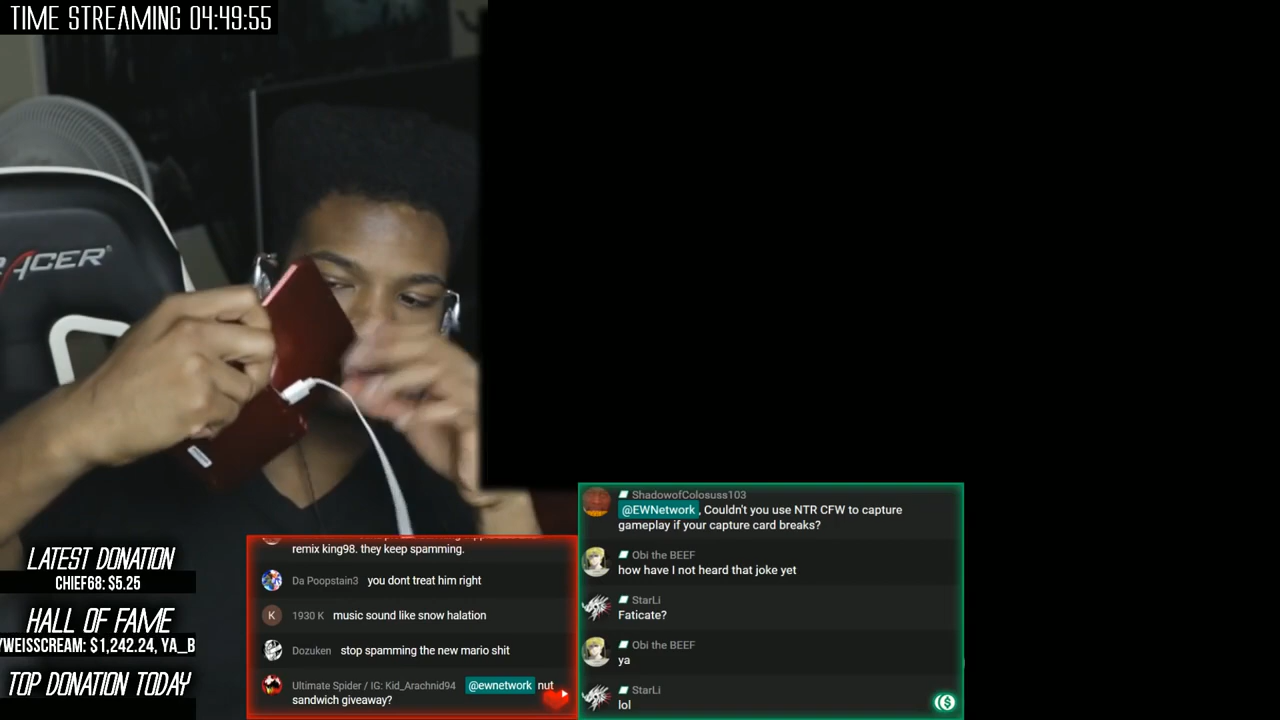 TIME STREAMING 04:49:55
RACER
LATEST DONATION
CHIEF68: $5.25
HALL OF FAME
/WEISSCREAM: $1,242.24, YA_B
TOP DONATION TODAY
remix king98. they keep spamming.
Da Poopstain3 you dont treat him right
K 1930 K music sound like snow halation
Dozuken stop spamming the new mario shit
Ultimate Spider / IG: Kid_Arachnid94 @ewnetwork nut
sandwich giveaway?
ShadowofColosuss103
@EWNetwork , Couldn't you use NTR CFW to capture
gameplay if your capture card breaks?
Obi the BEEF
how have I not heard that joke yet
StarLi
Faticate?
Obi the BEEF
ya
StarLi
lol